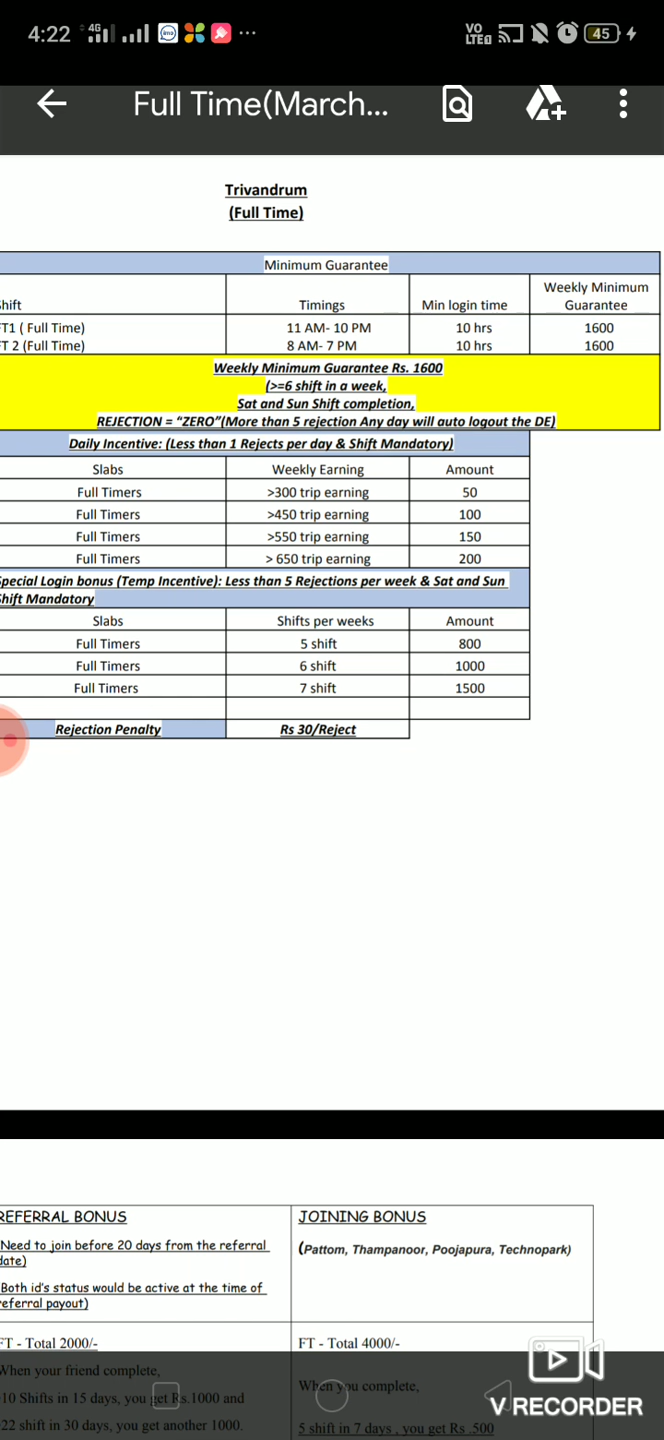 4:22 4G ... VO LTE 45
Full Time(March...
Trivandrum
(Full Time)
Minimum Guarantee
hift Timings Min login time Weekly Minimum Guarantee
T1 ( Full Time) 11 AM- 10 PM 10 hrs 1600
T 2 (Full Time) 8 AM- 7 PM 10 hrs 1600
Weekly Minimum Guarantee Rs. 1600
(>=6 shift in a week,
Sat and Sun Shift completion,
REJECTION = “ZERO”(More than 5 rejection Any day will auto logout the DE)
Daily Incentive: (Less than 1 Rejects per day & Shift Mandatory)
Slabs Weekly Earning Amount
Full Timers >300 trip earning 50
Full Timers >450 trip earning 100
Full Timers >550 trip earning 150
Full Timers > 650 trip earning 200
pecial Login bonus (Temp Incentive): Less than 5 Rejections per week & Sat and Sun
hift Mandatory
Slabs Shifts per weeks Amount
Full Timers 5 shift 800
Full Timers 6 shift 1000
Full Timers 7 shift 1500
Rejection Penalty Rs 30/Reject
REFERRAL BONUS
Need to join before 20 days from the referral
date)
Both id's status would be active at the time of
referral payout)
JOINING BONUS
(Pattom, Thampanoor, Poojapura, Technopark)
FT - Total 2000/-
When your friend complete,
10 Shifts in 15 days, you get Rs.1000 and
22 shift in 30 days, you get another 1000.
FT - Total 4000/-
When you complete,
5 shift in 7 days , you get Rs .500
V RECORDER